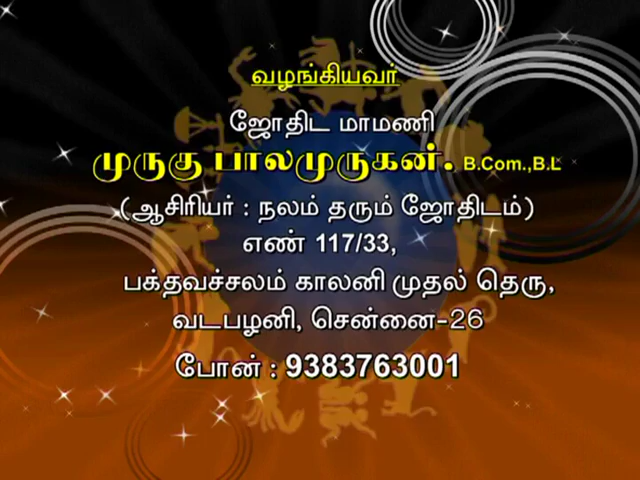 வழங்கியவர்
ஜோதிட மாமணி
முருகு பாலமுருகன். B.Com.,B.L
(ஆசிரியர் : நலம் தரும் ஜோதிடம்)
எண் 117/33,
பக்தவச்சலம் காலனி முதல் தெரு,
வடபழனி, சென்னை-26
போன் : 9383763001